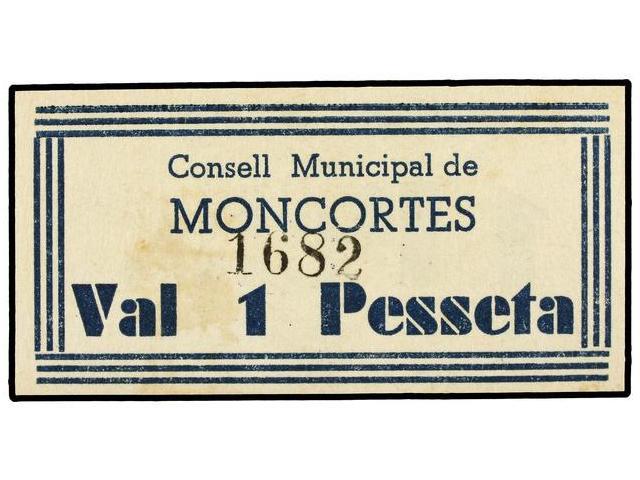 Consell Municipal de
MONCORTES
1682
Val 1 Pesseta